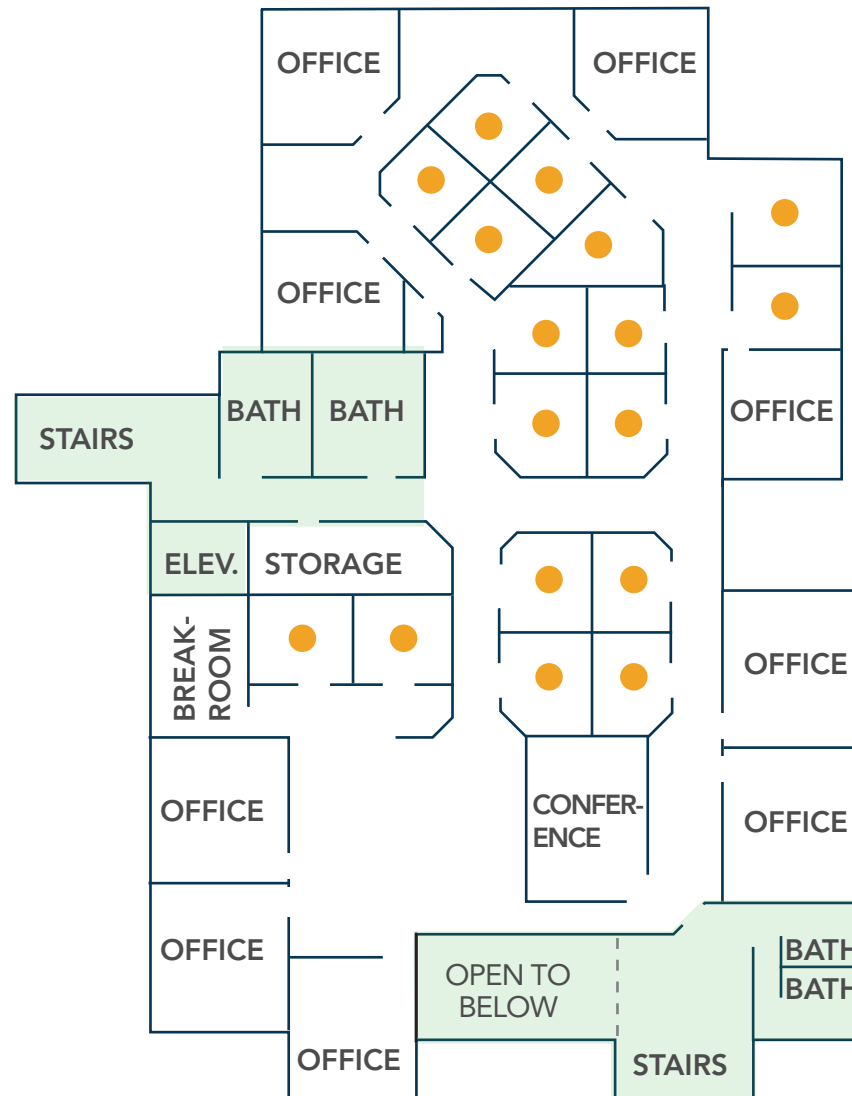 OFFICE
OFFICE
OFFICE
BATH
BATH
OFFICE
STAIRS
ELEV.
STORAGE
BREAK-
ROOM
OFFICE
OFFICE
CONFER-
ENCE
OFFICE
OFFICE
BATH
OPEN TO
BELOW
BATH
OFFICE
STAIRS